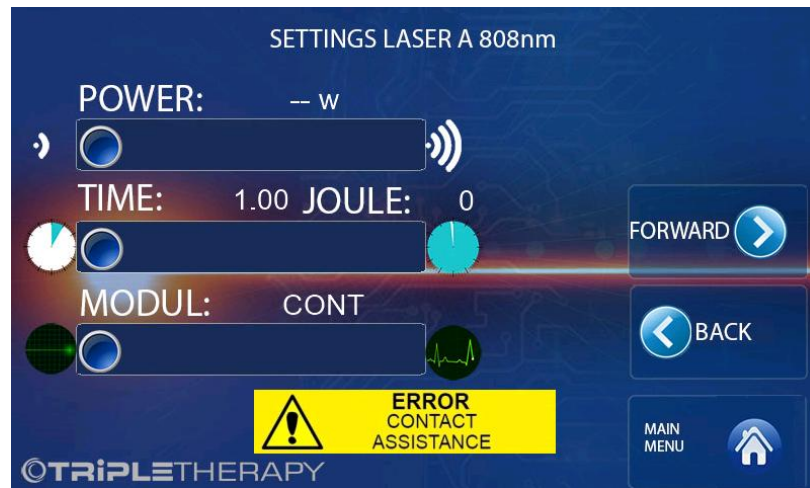 SETTINGS LASER A 808nm
POWER: -- W
TIME: 1.00 JOULE: 0
FORWARD
MODUL: CONT
BACK
ERROR
CONTACT
ASSISTANCE
MAIN
MENU
©TRiPLETHERAPY